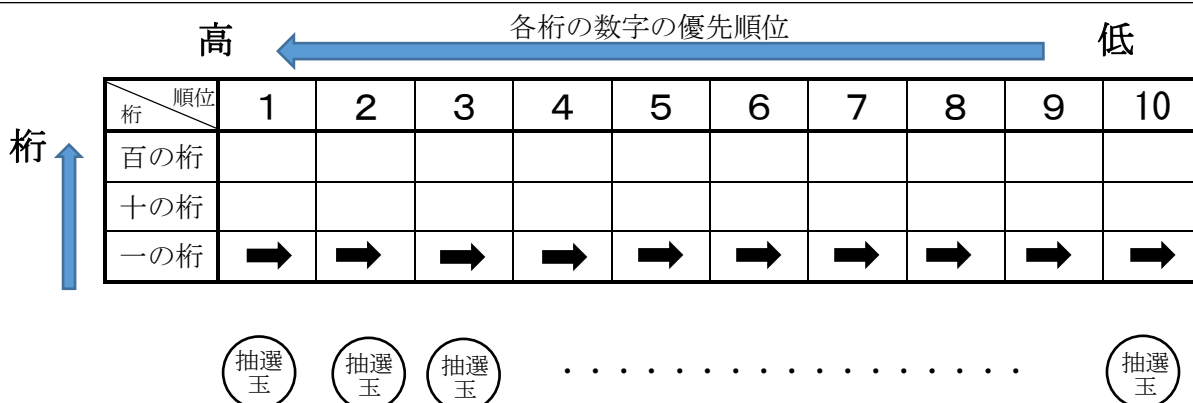 高 各桁の数字の優先順位 低
桁 順位 1 2 3 4 5 6 7 8 9 10
桁 百の桁
十の桁
一の桁 ➡ ➡ ➡ ➡ ➡ ➡ ➡ ➡ ➡ ➡
抽選 抽選 抽選 ・・・・・・・・・・・・・・・・・ 抽選
玉 玉 玉 玉